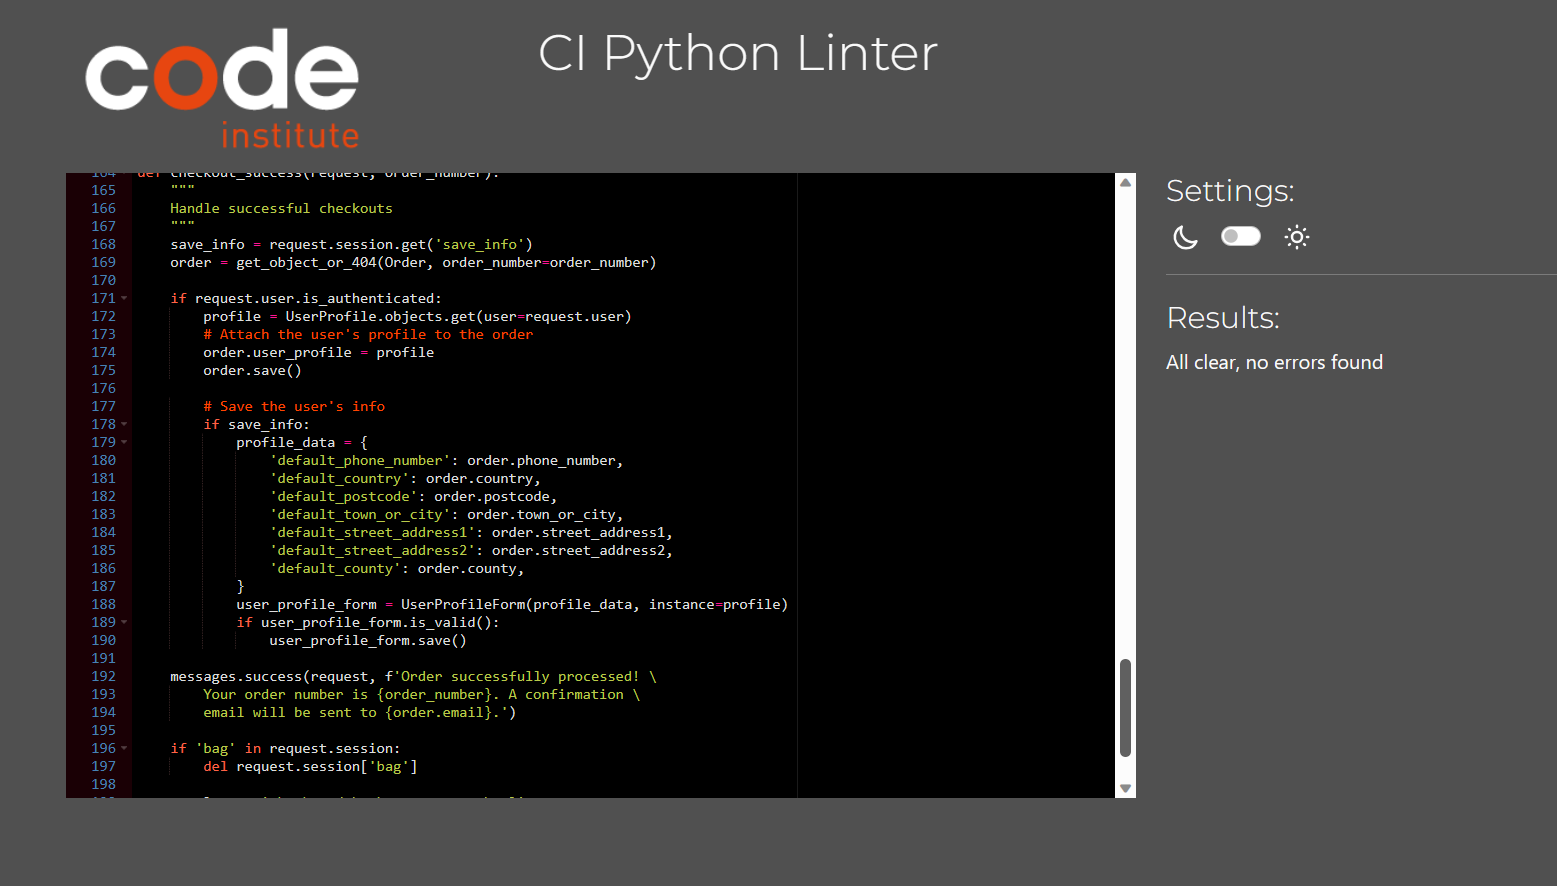 code
institute
CI Python Linter
164 def checkout_success(request, order_number):
165     """
166     Handle successful checkouts
167     """
168     save_info = request.session.get('save_info')
169     order = get_object_or_404(Order, order_number=order_number)
170
171     if request.user.is_authenticated:
172         profile = UserProfile.objects.get(user=request.user)
173         # Attach the user's profile to the order
174         order.user_profile = profile
175         order.save()
176
177         # Save the user's info
178         if save_info:
179             profile_data = {
180                 'default_phone_number': order.phone_number,
181                 'default_country': order.country,
182                 'default_postcode': order.postcode,
183                 'default_town_or_city': order.town_or_city,
184                 'default_street_address1': order.street_address1,
185                 'default_street_address2': order.street_address2,
186                 'default_county': order.county,
187             }
188             user_profile_form = UserProfileForm(profile_data, instance=profile)
189             if user_profile_form.is_valid():
190                 user_profile_form.save()
191
192     messages.success(request, f'Order successfully processed! \
193         Your order number is {order_number}. A confirmation \
194         email will be sent to {order.email}.')
195
196     if 'bag' in request.session:
197         del request.session['bag']
198
Settings:
Results:
All clear, no errors found